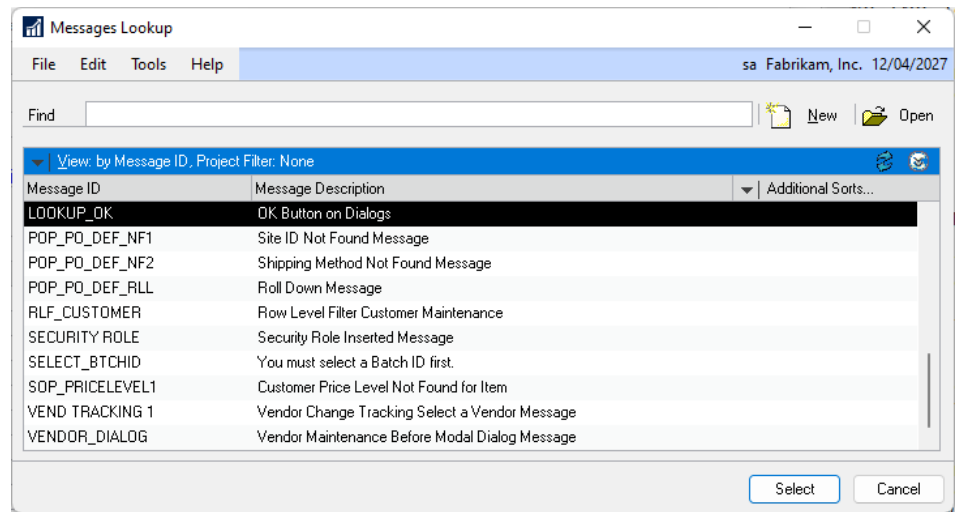 Messages Lookup
File Edit Tools Help sa Fabrikam, Inc. 12/04/2027
Find New Open
View: by Message ID, Project Filter: None
Message ID Message Description Additional Sorts...
LOOKUP_OK OK Button on Dialogs
POP_PO_DEF_NF1 Site ID Not Found Message
POP_PO_DEF_NF2 Shipping Method Not Found Message
POP_PO_DEF_RLL Roll Down Message
RLF_CUSTOMER Row Level Filter Customer Maintenance
SECURITY ROLE Security Role Inserted Message
SELECT_BTCHID You must select a Batch ID first.
SOP_PRICELEVEL1 Customer Price Level Not Found for Item
VEND TRACKING 1 Vendor Change Tracking Select a Vendor Message
VENDOR_DIALOG Vendor Maintenance Before Modal Dialog Message
Select Cancel